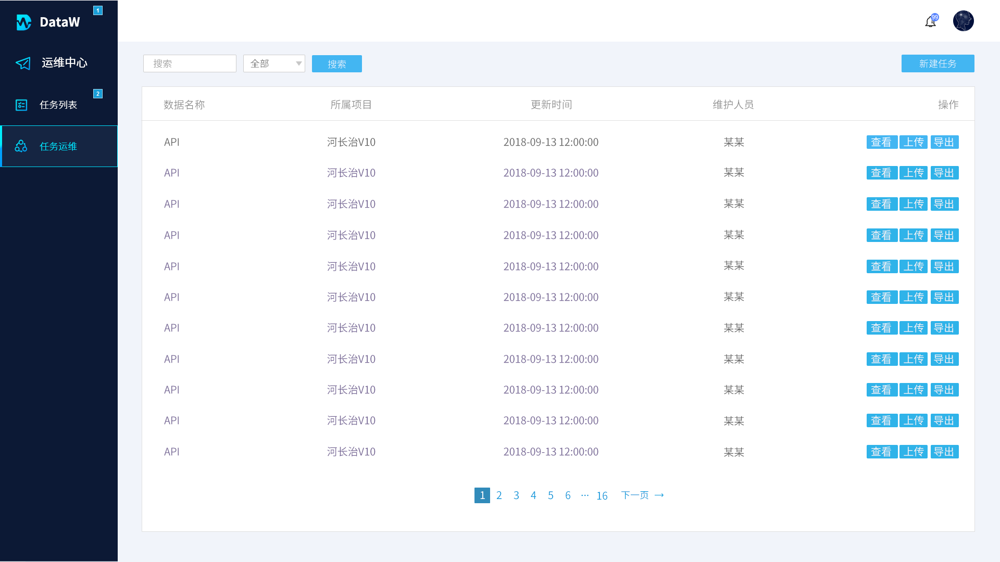 1
DataW
99
运维中心
2
任务列表
任务运维
搜索 全部 搜索 新建任务
数据名称 所属项目 更新时间 维护人员 操作
API 河长治V10 2018-09-13 12:00:00 某某 查看 上传 导出
API 河长治V10 2018-09-13 12:00:00 某某 查看 上传 导出
API 河长治V10 2018-09-13 12:00:00 某某 查看 上传 导出
API 河长治V10 2018-09-13 12:00:00 某某 查看 上传 导出
API 河长治V10 2018-09-13 12:00:00 某某 查看 上传 导出
API 河长治V10 2018-09-13 12:00:00 某某 查看 上传 导出
API 河长治V10 2018-09-13 12:00:00 某某 查看 上传 导出
API 河长治V10 2018-09-13 12:00:00 某某 查看 上传 导出
API 河长治V10 2018-09-13 12:00:00 某某 查看 上传 导出
API 河长治V10 2018-09-13 12:00:00 某某 查看 上传 导出
API 河长治V10 2018-09-13 12:00:00 某某 查看 上传 导出
1 2 3 4 5 6 ··· 16 下一页 →